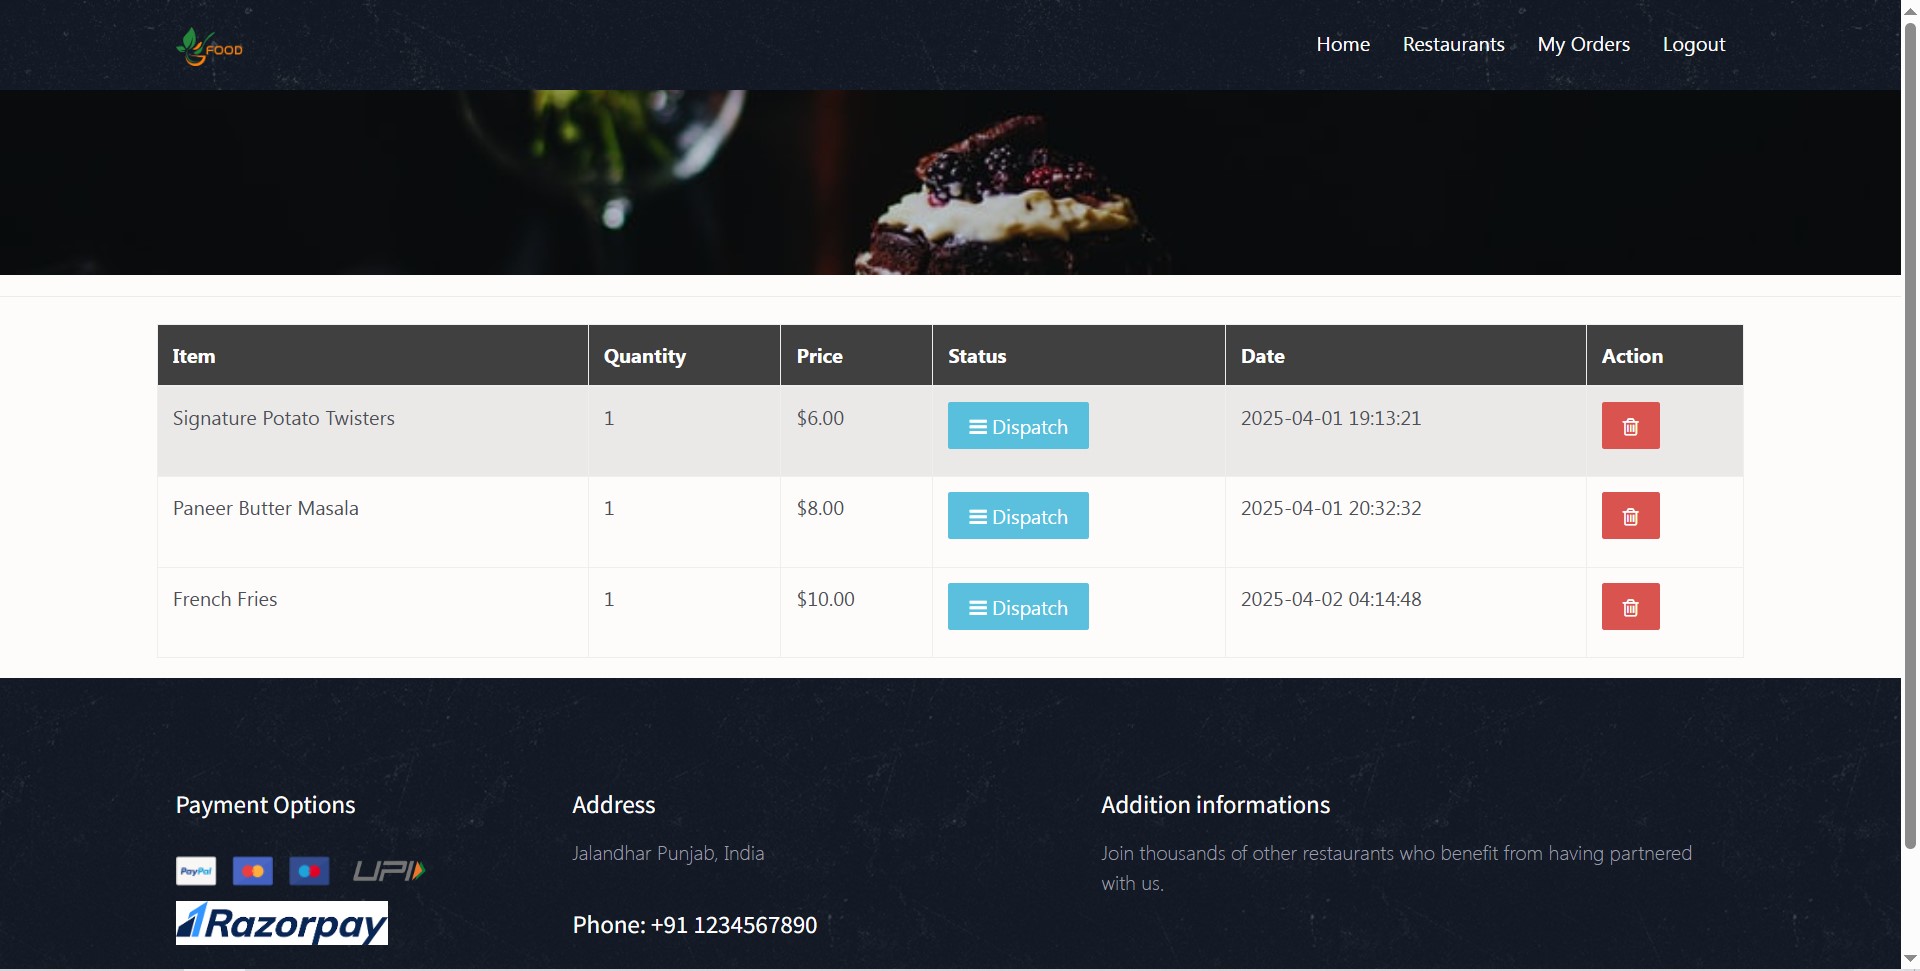 FOOD
Home Restaurants My Orders Logout
Item Quantity Price Status Date Action
Signature Potato Twisters 1 $6.00 Dispatch 2025-04-01 19:13:21
Paneer Butter Masala 1 $8.00 Dispatch 2025-04-01 20:32:32
French Fries 1 $10.00 Dispatch 2025-04-02 04:14:48
Payment Options
PayPal
UPI
Razorpay
Address
Jalandhar Punjab, India
Phone: +91 1234567890
Addition informations
Join thousands of other restaurants who benefit from having partnered
with us.